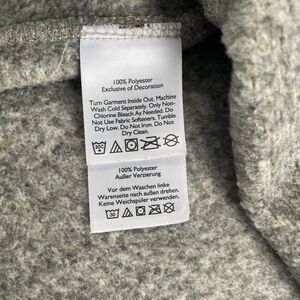 100% Polyester
Exclusive of Decoration
Turn Garment Inside Out. Machine
Wash Cold Separately. Only Non-
Chlorine Bleach As Needed. Do
Not Use Fabric Softeners. Tumble
Dry Low. Do Not Iron. Do Not
Dry Clean.
100% Polyester
Außer Verzierung
Vor dem Waschen linke
Warenseite nach außen drehen.
Keine Weichspüler verwenden.